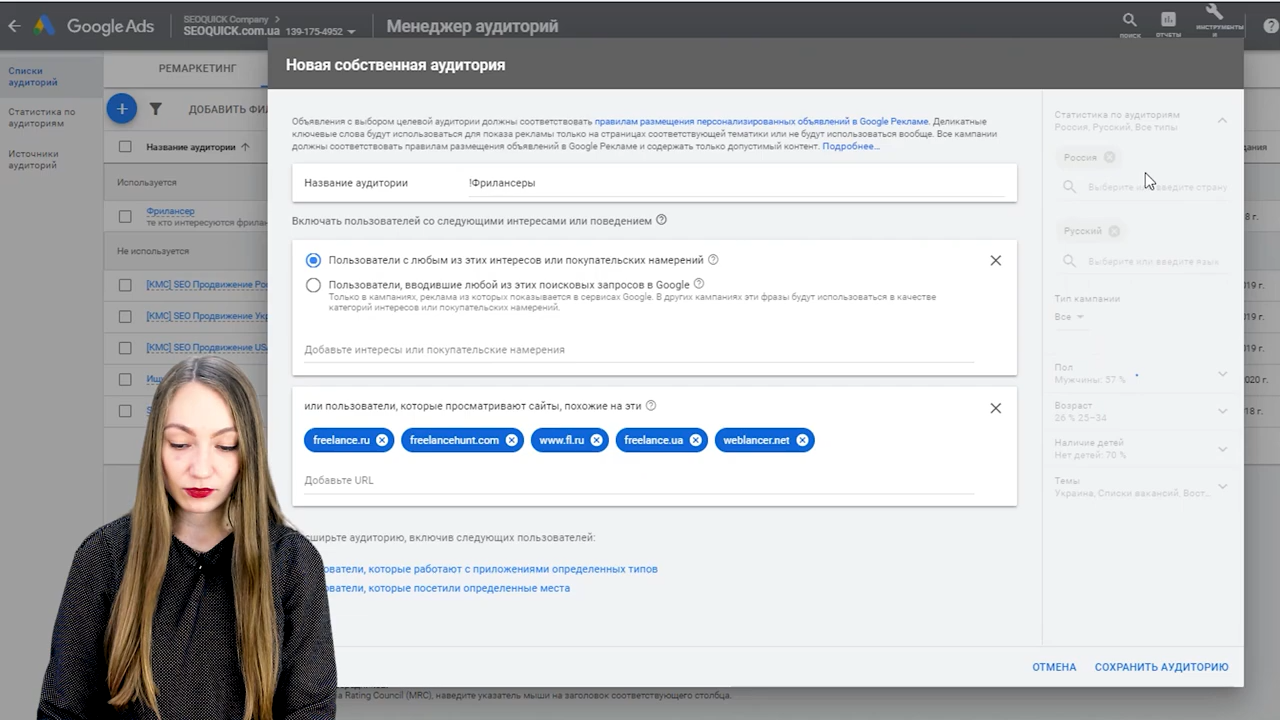 Google Ads
SEOQUICK Company
SEOQUICK.com.ua 139-175-4952
Менеджер аудиторий
ПОИСК
ОТЧЕТЫ
ИНСТРУМЕНТЫ
И
Списки
аудиторий
Статистика по
аудиториям
Источники
аудиторий
РЕМАРКЕТИНГ
ДОБАВИТЬ ФИ
Название аудитории
Используется
Фрилансер
те кто интересуются фрилан
Не используется
[КМС] SEO Продвижение Ро
[КМС] SEO Продвижение Ук
[КМС] SEO Продвижение US
Новая собственная аудитория
Объявления с выбором целевой аудитории должны соответствовать правилам размещения персонализированных объявлений в Google Рекламе. Деликатные
ключевые слова будут использоваться для показа рекламы только на страницах соответствующей тематики или не будут использоваться вообще. Все кампании
должны соответствовать правилам размещения объявлений в Google Рекламе и содержать только допустимый контент. Подробнее...
Название аудитории !Фрилансеры
Включать пользователей со следующими интересами или поведением
Пользователи с любым из этих интересов или покупательских намерений
Пользователи, вводившие любой из этих поисковых запросов в Google
Только в кампаниях, реклама из которых показывается в сервисах Google. В других кампаниях эти фразы будут использоваться в качестве
категорий интересов или покупательских намерений.
Добавьте интересы или покупательские намерения
или пользователи, которые просматривают сайты, похожие на эти
freelance.ru freelancehunt.com www.fl.ru freelance.ua weblancer.net
Добавьте URL
сширьте аудиторию, включив следующих пользователей:
ователи, которые работают с приложениями определенных типов
ователи, которые посетили определенные места
Статистика по аудиториям
Россия, Русский, Все типы
Россия
Выберите или введите страну
Русский
Выберите или введите язык
Тип кампании
Все
Пол
Мужчины: 57 %
Возраст
26 % 25–34
Наличие детей
Нет детей: 70 %
Темы
Украина, Списки вакансий, Вост...
ОТМЕНА СОХРАНИТЬ АУДИТОРИЮ
дания
8 г.
019 г.
019 г.
019 г.
2020 г.
18 г.
a Rating Council (MRC), наведите указатель мыши на заголовок соответствующего столбца.